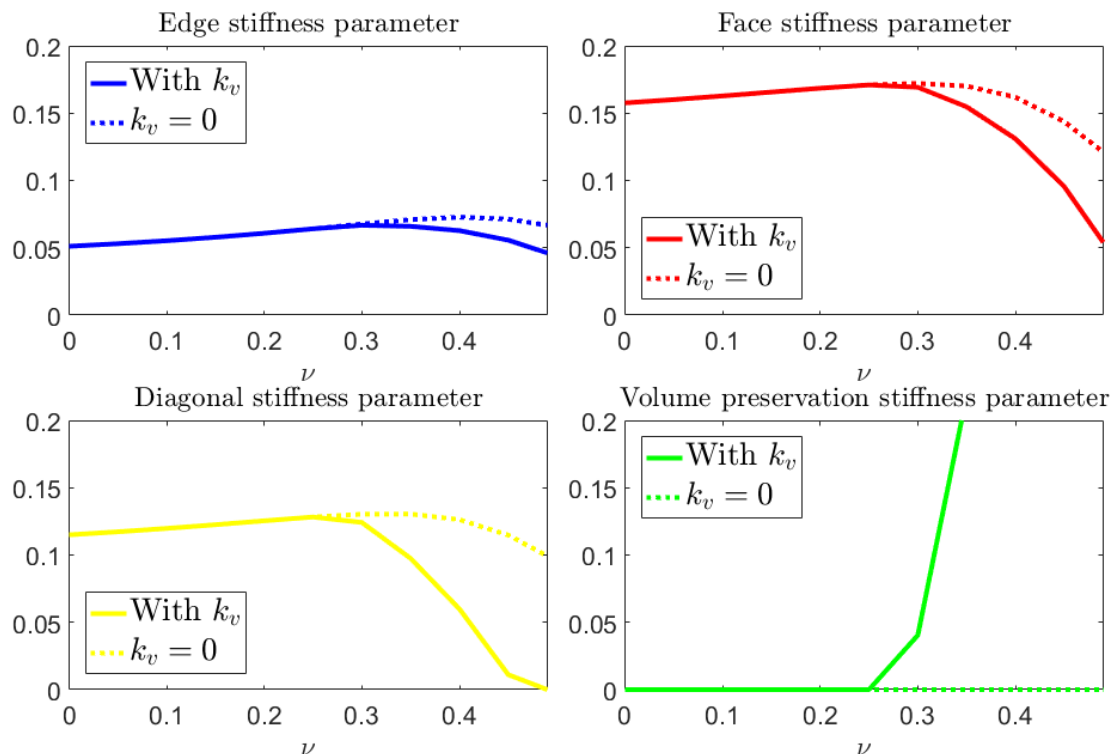 Edge stiffness parameter
0.2
0.15
0.1
0.05
0
With $k_v$
$k_v = 0$
0 0.1 0.2 0.3 0.4
ν
Face stiffness parameter
0.2
0.15
0.1
0.05
0
With $k_v$
$k_v = 0$
0 0.1 0.2 0.3 0.4
ν
Diagonal stiffness parameter
0.2
0.15
0.1
0.05
0
With $k_v$
$k_v = 0$
0 0.1 0.2 0.3 0.4
ν
Volume preservation stiffness parameter
0.2
0.15
0.1
0.05
0
With $k_v$
$k_v = 0$
0 0.1 0.2 0.3 0.4
ν